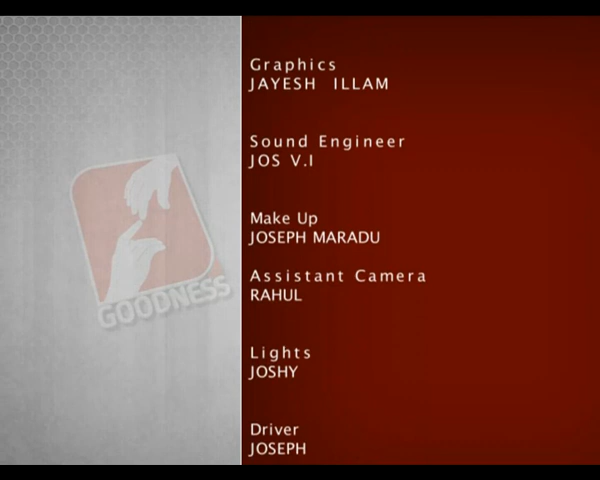 Graphics
JAYESH ILLAM
Sound Engineer
JOS V.I
Make Up
JOSEPH MARADU
Assistant Camera
RAHUL
Lights
JOSHY
Driver
JOSEPH
GOODNESS